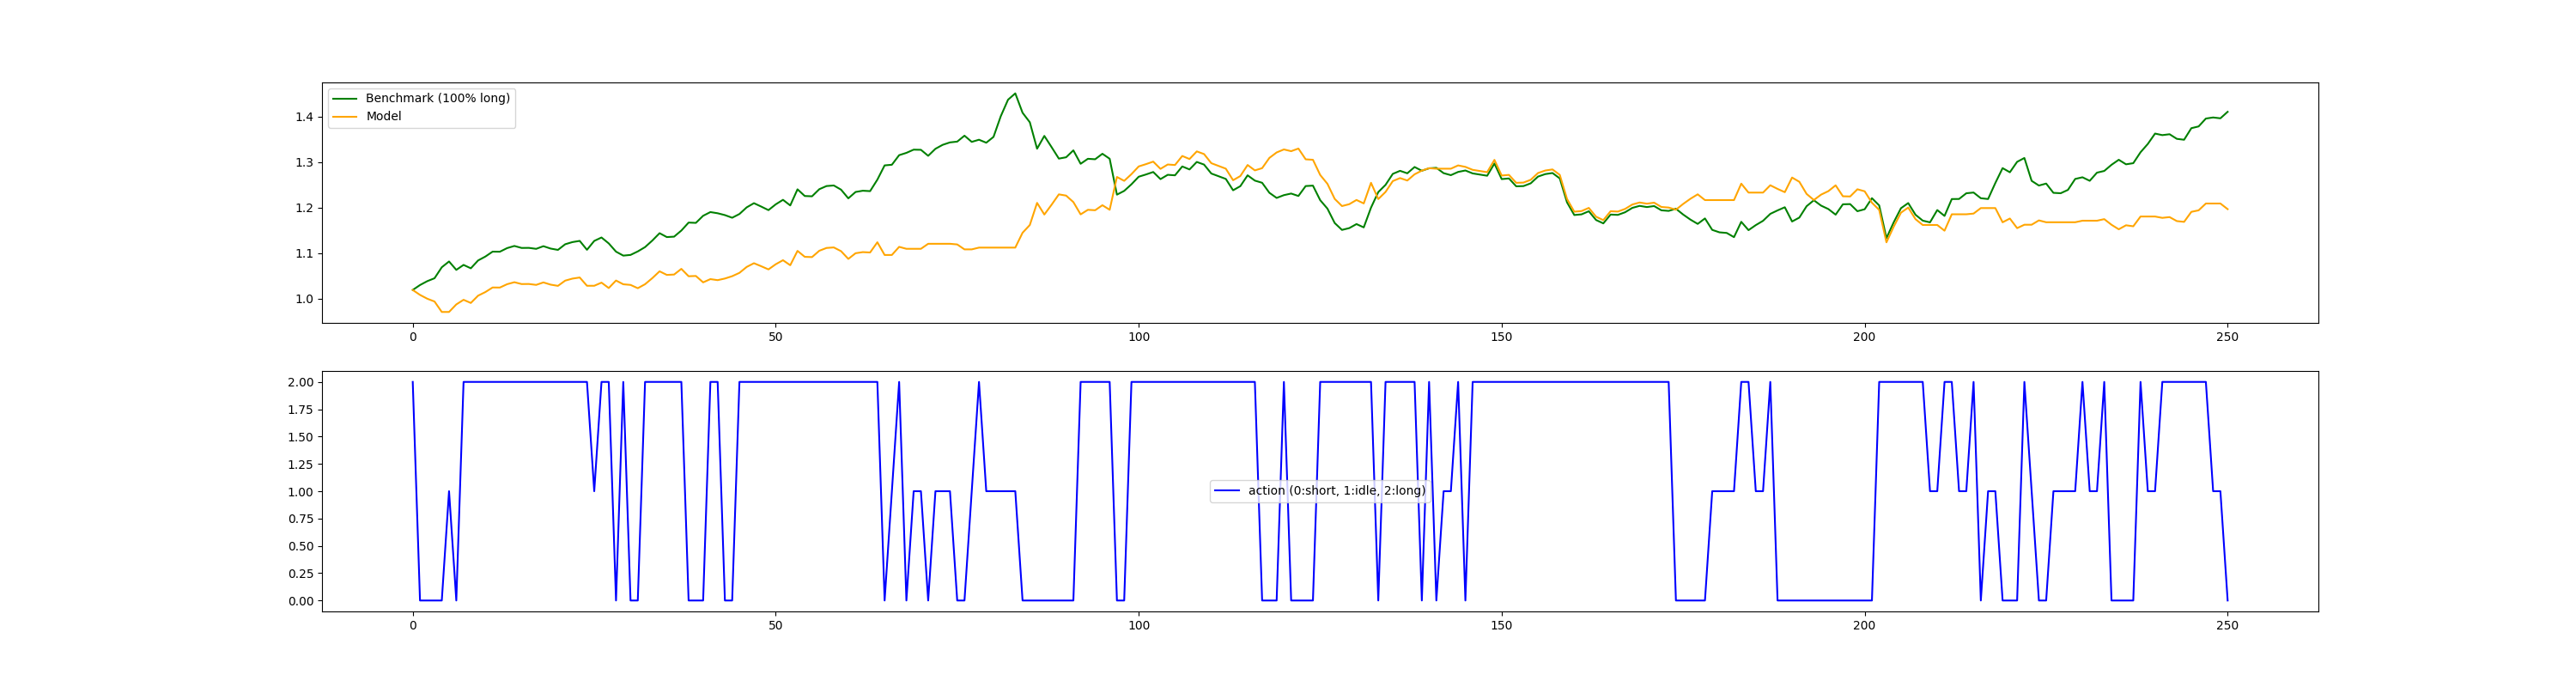 Benchmark (100% long)
Model
1.4
1.3
1.2
1.1
1.0
0 50 100 150 200 250
2.00
1.75
1.50
1.25
1.00
0.75
0.50
0.25
0.00
action (0:short, 1:idle, 2:long)
0 50 100 150 200 250